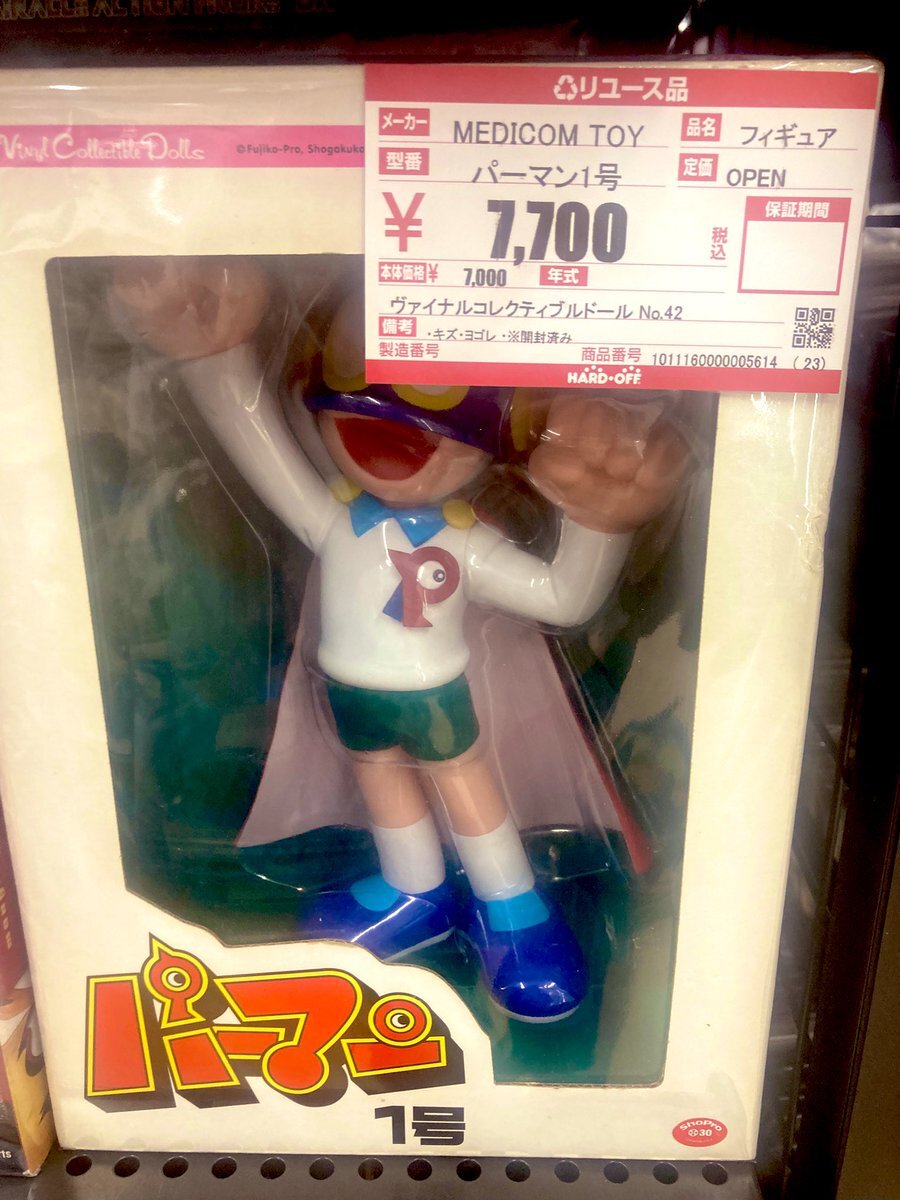 Vinyl Collectible Dolls
©Fujiko-Pro, Shogakuka
リユース品
メーカー MEDICOM TOY 品名 フィギュア
型番 パーマン1号 定価 OPEN
¥ 7,700 税込 保証期間
本体価格¥ 7,000 年式
ヴァイナルコレクティブルドール No.42
備考 ・キズ・ヨゴレ ・※開封済み
製造番号 商品番号 1011160000005614 (23)
HARD・OFF
P
パーマン
1号
ShoPro
30